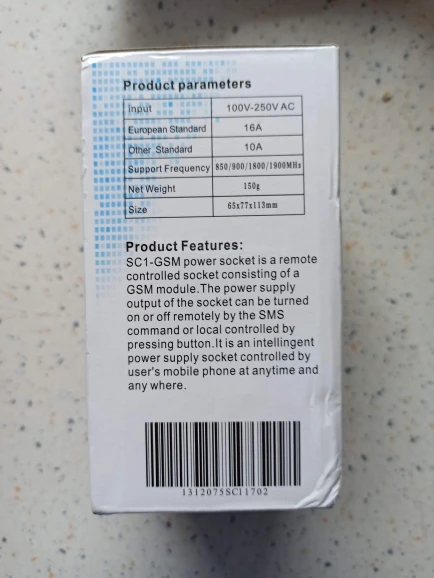 Product parameters
Input 100V-250V AC
European Standard 16A
Other Standard 10A
Support Frequency 850/900/1800/1900MHs
Net Weight 150g
Size 65x77x113mm
Product Features:
SC1-GSM power socket is a remote
controlled socket consisting of a
GSM module.The power supply
output of the socket can be turned
on or off remotely by the SMS
command or local controlled by
pressing button.It is an intellingent
power supply socket controlled by
user's mobile phone at anytime and
any where.
1312075SC11702